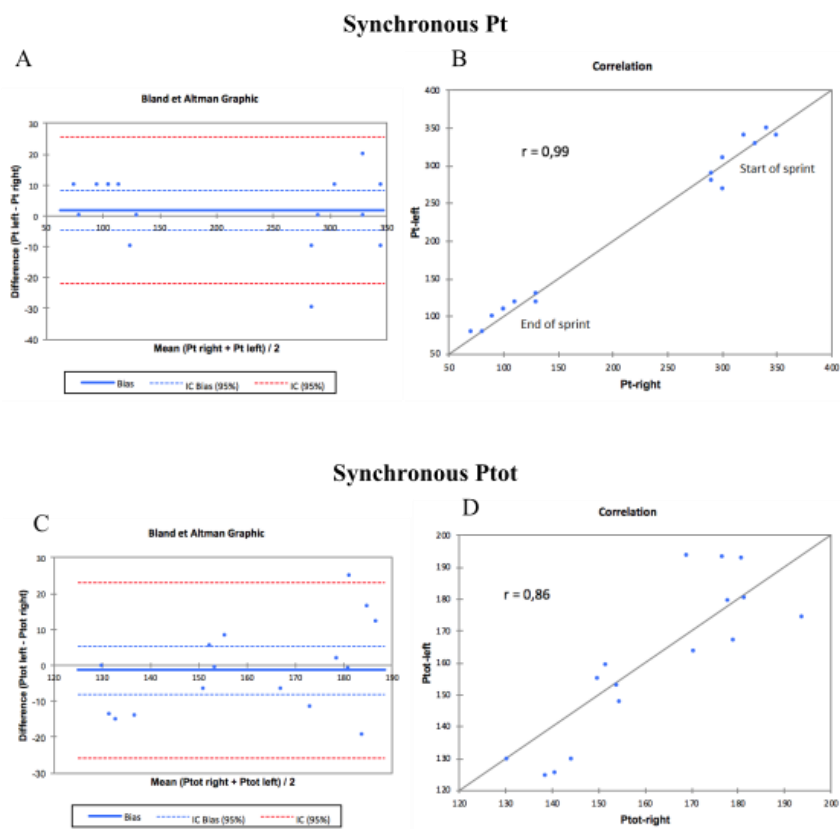 Synchronous Pt
A
B
Bland et Altman Graphic
Correlation
30
20
10
0
-10
-20
-30
-40
50
100
150
200
250
300
350
Difference (Pt left - Pt right)
Mean (Pt right + Pt left) / 2
Bias
IC Bias (95%)
IC (95%)
400
350
300
250
200
150
100
50
r = 0,99
Start of sprint
End of sprint
Pt-left
50
100
150
200
250
300
350
400
Pt-right
Synchronous Ptot
C
D
Bland et Altman Graphic
Correlation
30
20
10
0
-10
-20
-30
120
130
140
150
160
170
180
190
Difference (Ptot left - Ptot right)
Mean (Ptot right + Ptot left) / 2
Bias
IC Bias (95%)
IC (95%)
200
190
180
170
160
150
140
130
120
r = 0,86
Ptot-left
120
130
140
150
160
170
180
190
200
Ptot-right